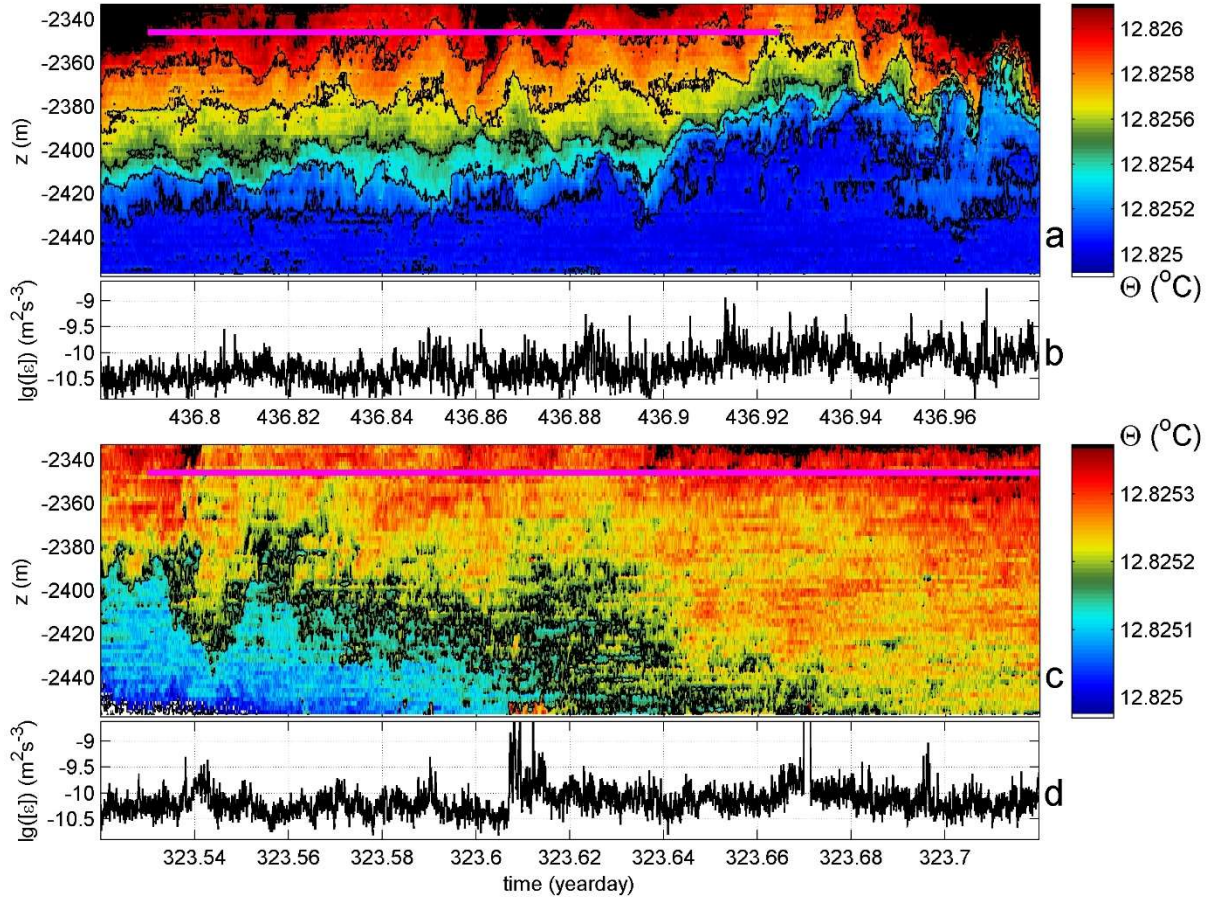 -2340
-2360
-2380
-2400
-2420
-2440
z (m)
a
12.826
12.8258
12.8256
12.8254
12.8252
12.825
Θ (°C)
-9
-9.5
-10
-10.5
lg([ε]) (m²s⁻³)
b
436.8 436.82 436.84 436.86 436.88 436.9 436.92 436.94 436.96
Θ (°C)
-2340
-2360
-2380
-2400
-2420
-2440
z (m)
c
12.8253
12.8252
12.8251
12.825
-9
-9.5
-10
-10.5
lg([ε]) (m²s⁻³)
d
323.54 323.56 323.58 323.6 323.62 323.64 323.66 323.68 323.7
time (yearday)